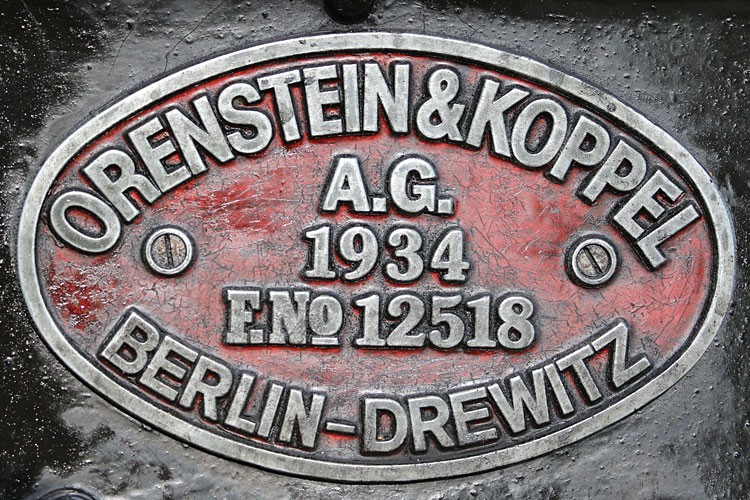 ORENSTEIN & KOPPEL
A.G.
1934
F.No 12518
BERLIN-DREWITZ